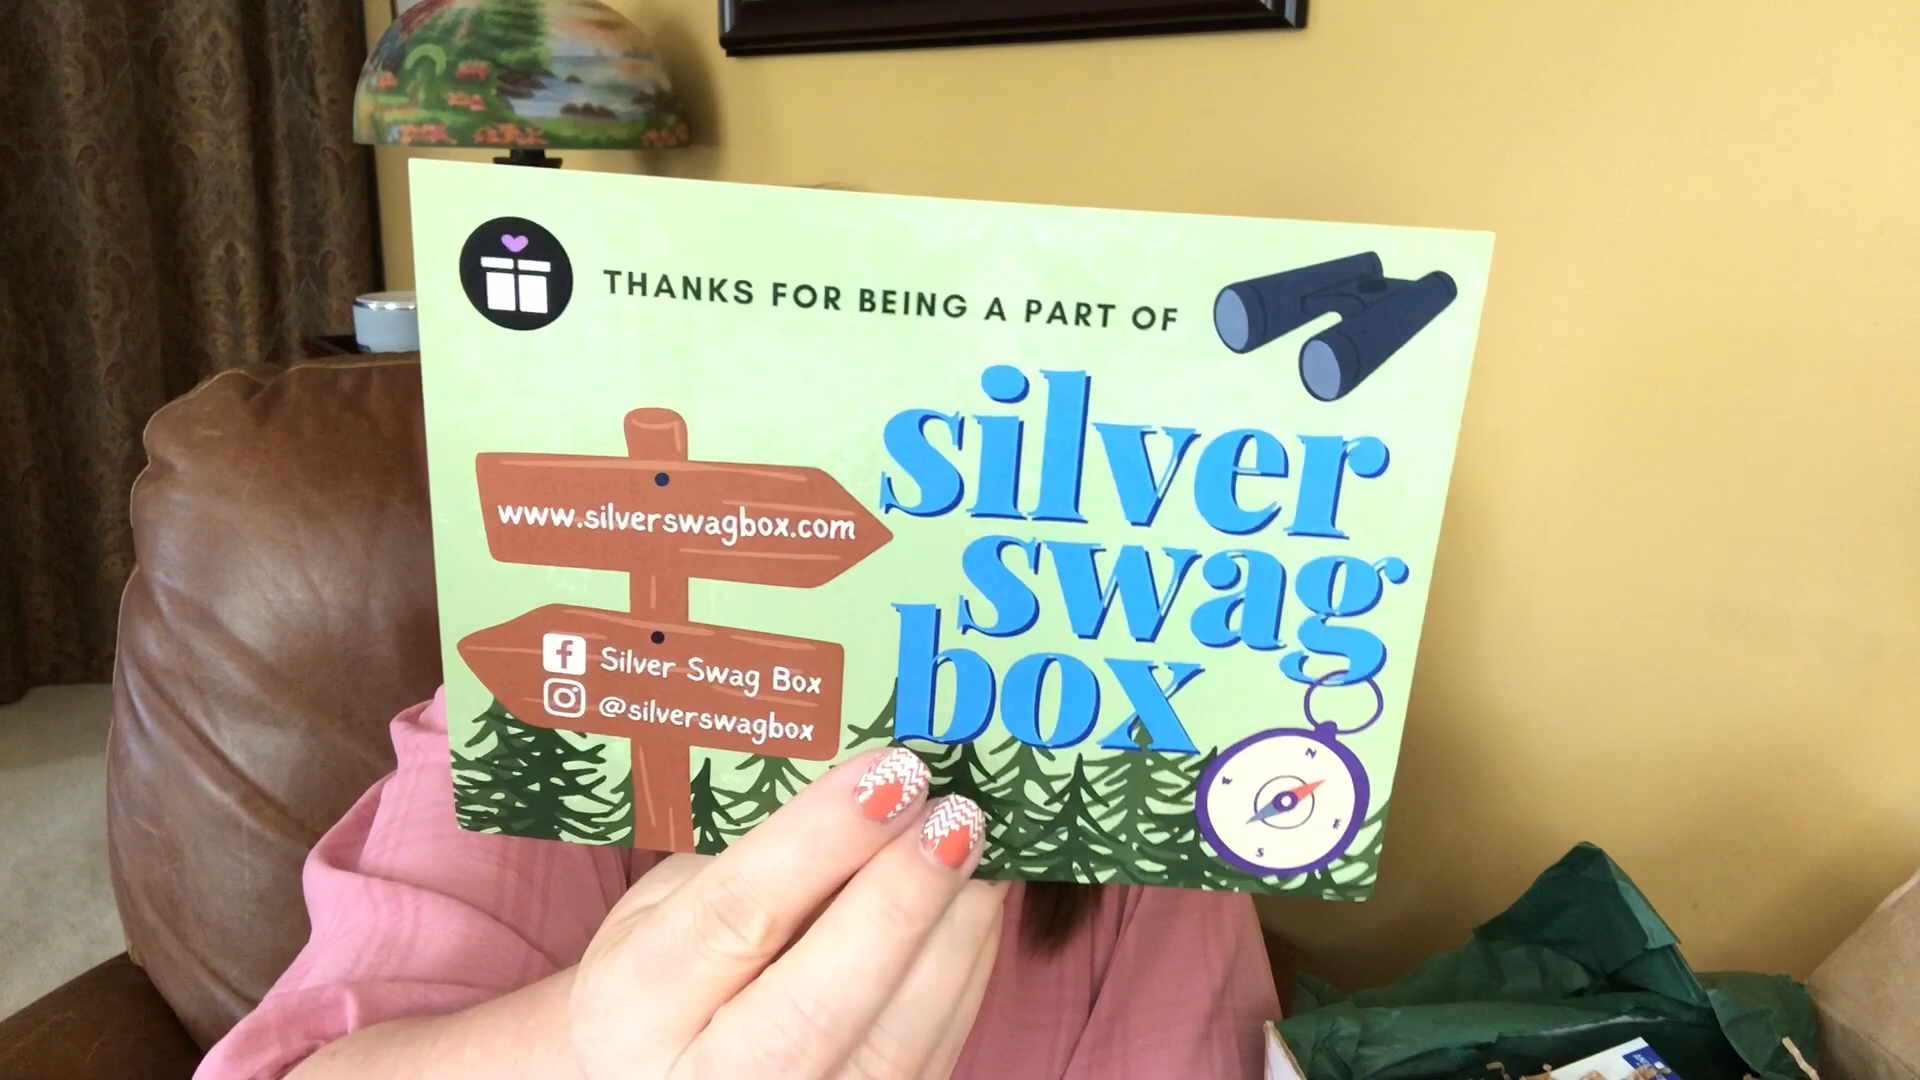 THANKS FOR BEING A PART OF
silver
swag
box
www.silverswagbox.com
Silver Swag Box
@silverswagbox
N
W
E
S